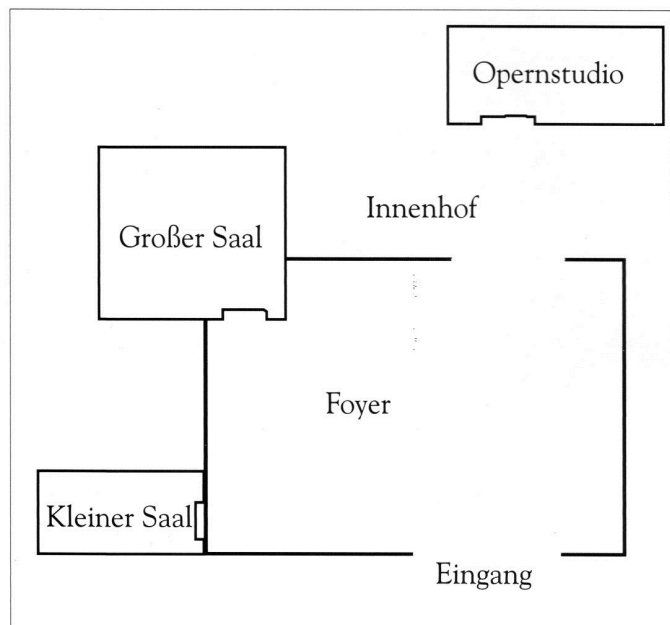 Opernstudio
Innenhof
Großer Saal
Foyer
Kleiner Saal
Eingang